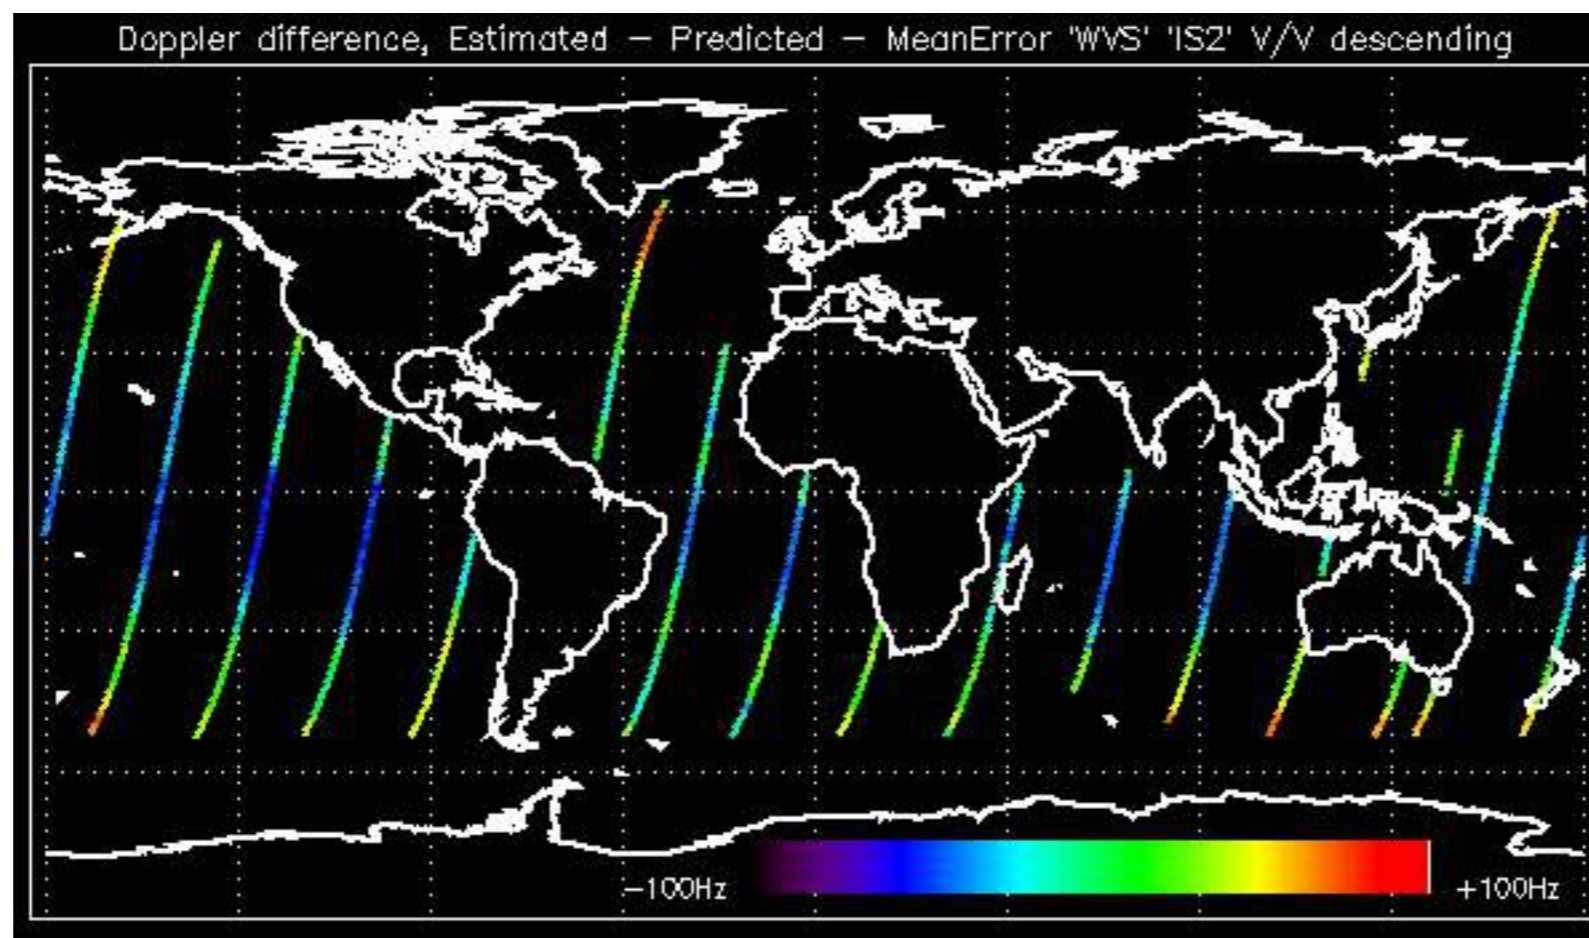 Doppler difference, Estimated – Predicted – MeanError 'WVS' 'IS2' V/V descending
-100Hz +100Hz